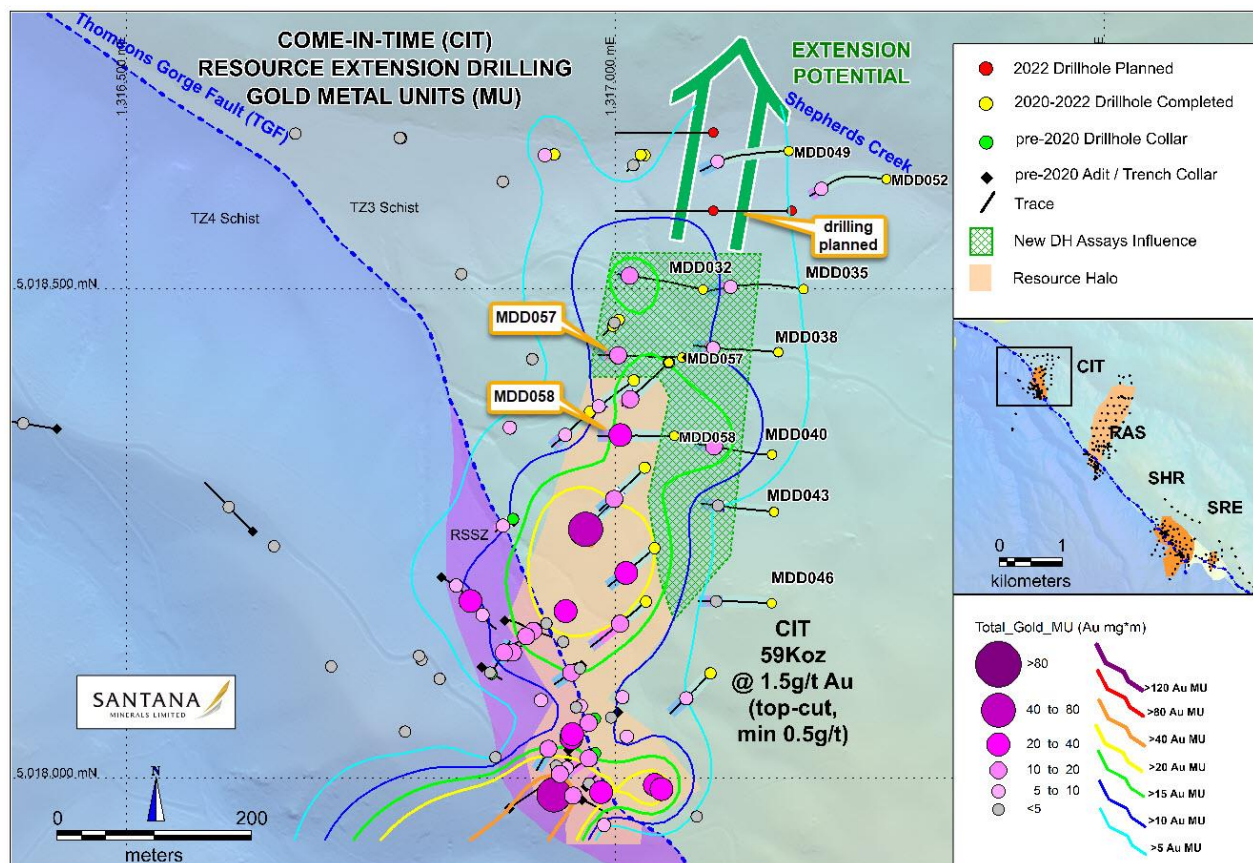 COME-IN-TIME (CIT)
RESOURCE EXTENSION DRILLING
GOLD METAL UNITS (MU)
Thomsons Gorge Fault (TGF)
1,316,500 mE
1,317,000 mE
EXTENSION
POTENTIAL
Shepherds Creek
MDD049
MDD052
TZ4 Schist
TZ3 Schist
drilling
planned
5,018,500 mN
MDD032
MDD035
MDD057
MDD038
MDD057
MDD058
MDD058
MDD040
MDD043
RSSZ
MDD046
CIT
59Koz
@ 1.5g/t Au
(top-cut,
min 0.5g/t)
SANTANA
MINERALS LIMITED
5,018,000 mN
N
0
200
meters
2022 Drillhole Planned
2020-2022 Drillhole Completed
pre-2020 Drillhole Collar
pre-2020 Adit / Trench Collar
Trace
New DH Assays Influence
Resource Halo
CIT
RAS
SHR
SRE
0
1
kilometers
Total_Gold_MU (Au mg*m)
>80
40 to 80
20 to 40
10 to 20
5 to 10
<5
>120 Au MU
>80 Au MU
>40 Au MU
>20 Au MU
>15 Au MU
>10 Au MU
>5 Au MU